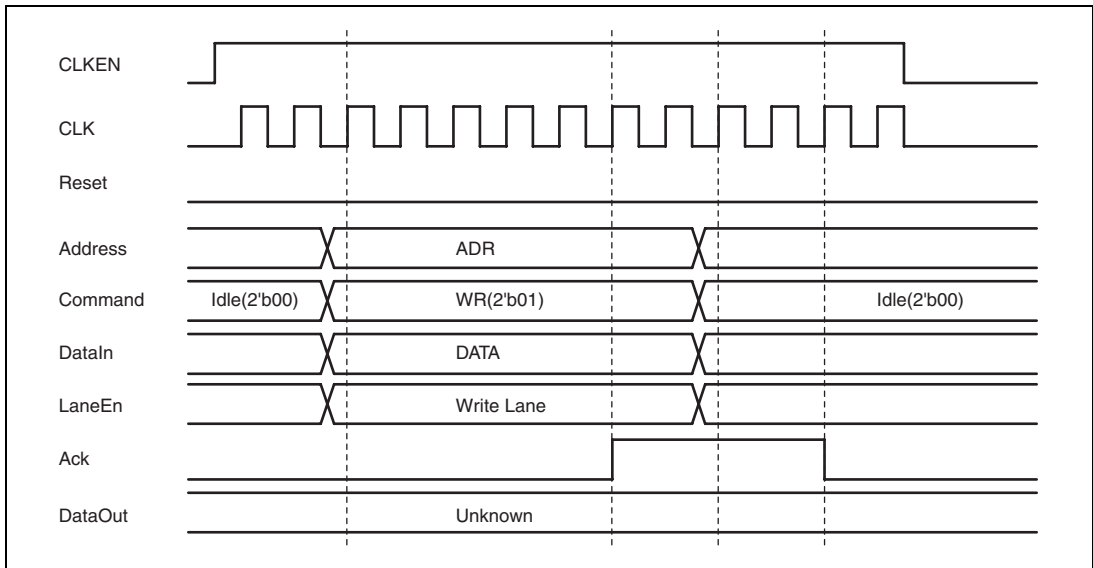 CLKEN
CLK
Reset
Address ADR
Command Idle(2'b00) WR(2'b01) Idle(2'b00)
DataIn DATA
LaneEn Write Lane
Ack
DataOut Unknown